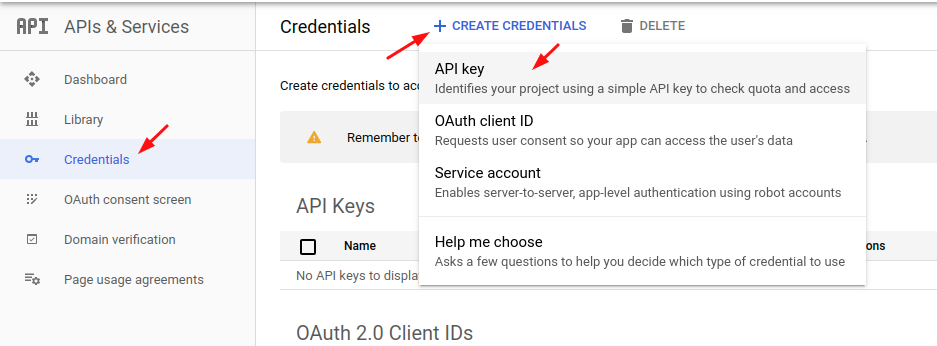 API APIs & Services
Credentials
+ CREATE CREDENTIALS
DELETE
Dashboard
Library
Credentials
OAuth consent screen
Domain verification
Page usage agreements
Create credentials to acc
Remember to
API key
Identifies your project using a simple API key to check quota and access
OAuth client ID
Requests user consent so your app can access the user's data
Service account
Enables server-to-server, app-level authentication using robot accounts
Help me choose
Asks a few questions to help you decide which type of credential to use
API Keys
Name
ons
No API keys to displa
OAuth 2.0 Client IDs